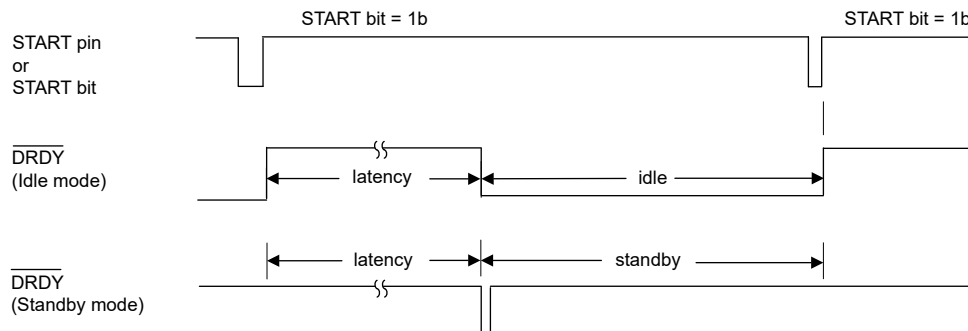 START bit = 1b
START bit = 1b
START pin
or
START bit
DRDY
(Idle mode)
latency
idle
latency
standby
DRDY
(Standby mode)